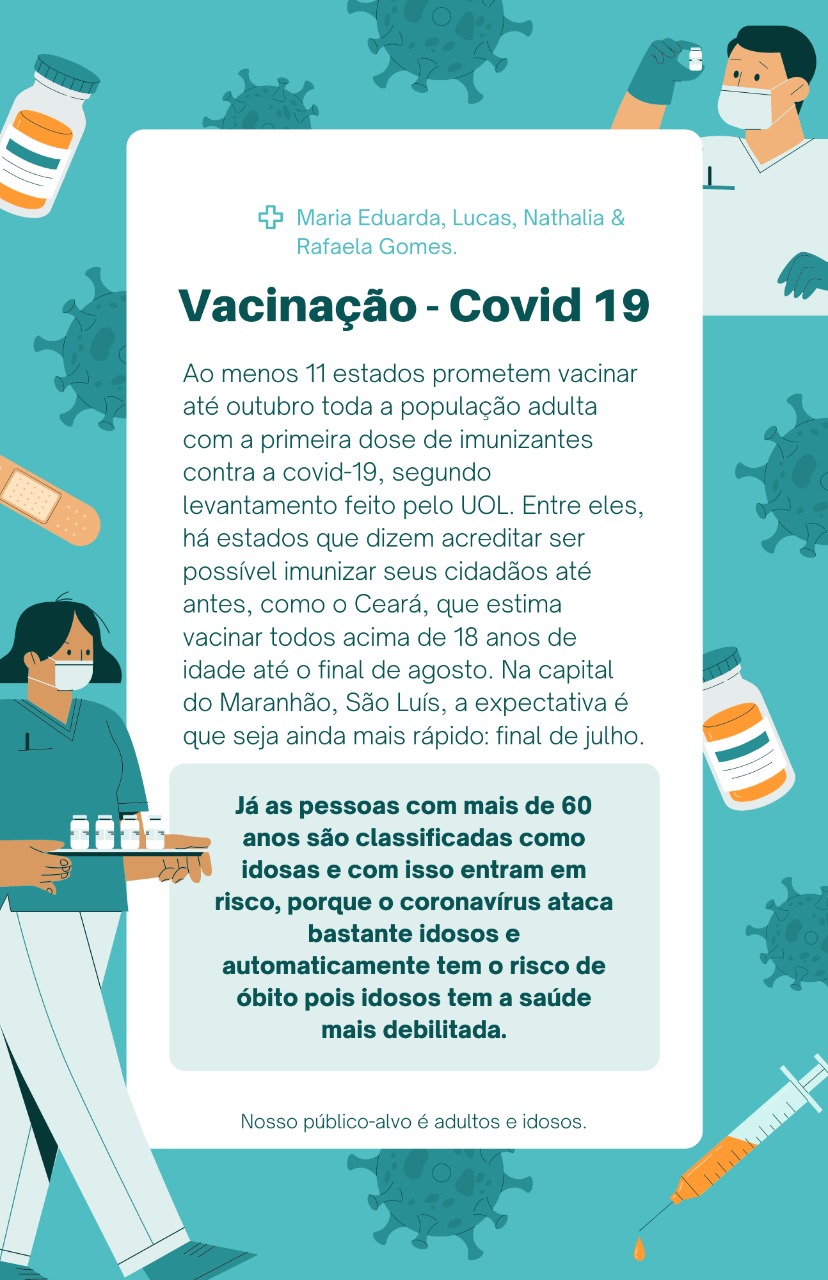 Maria Eduarda, Lucas, Nathalia &
Rafaela Gomes.
Vacinação - Covid 19
Ao menos 11 estados prometem vacinar
até outubro toda a população adulta
com a primeira dose de imunizantes
contra a covid-19, segundo
levantamento feito pelo UOL. Entre eles,
há estados que dizem acreditar ser
possível imunizar seus cidadãos até
antes, como o Ceará, que estima
vacinar todos acima de 18 anos de
idade até o final de agosto. Na capital
do Maranhão, São Luís, a expectativa é
que seja ainda mais rápido: final de julho.
Já as pessoas com mais de 60
anos são classificadas como
idosas e com isso entram em
risco, porque o coronavírus ataca
bastante idosos e
automaticamente tem o risco de
óbito pois idosos tem a saúde
mais debilitada.
Nosso público-alvo é adultos e idosos.